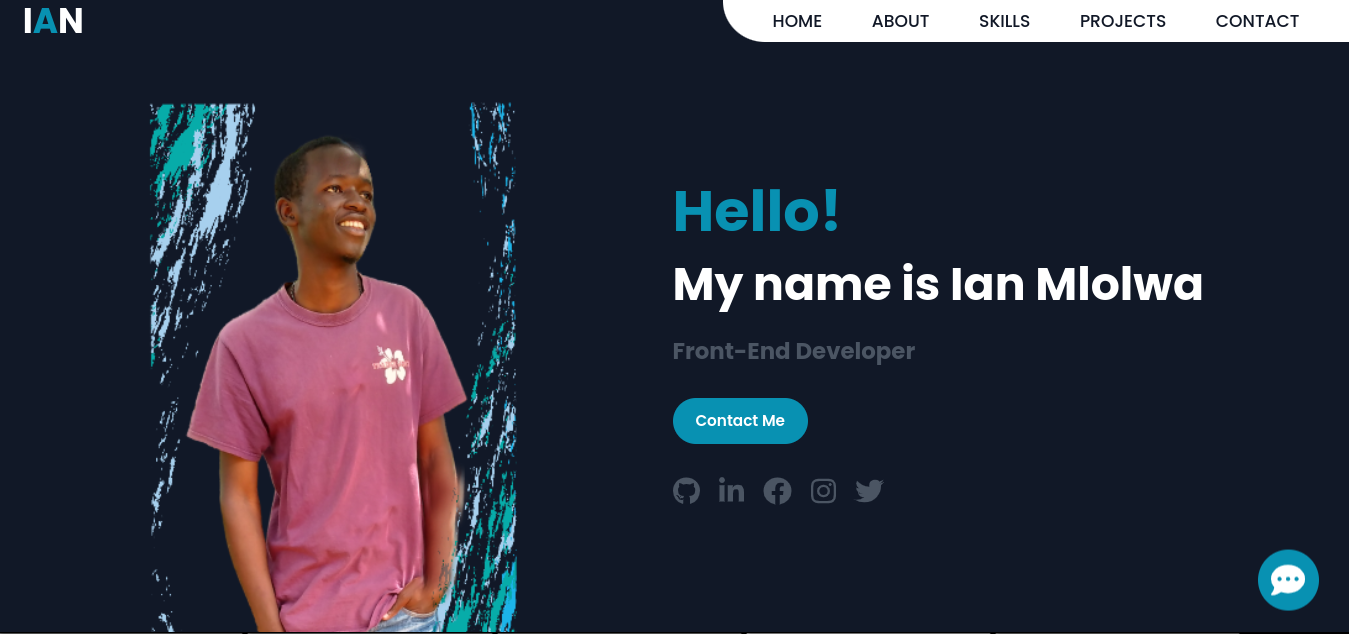 IAN
HOME ABOUT SKILLS PROJECTS CONTACT
Hello!
My name is Ian Mlolwa
Front-End Developer
Contact Me